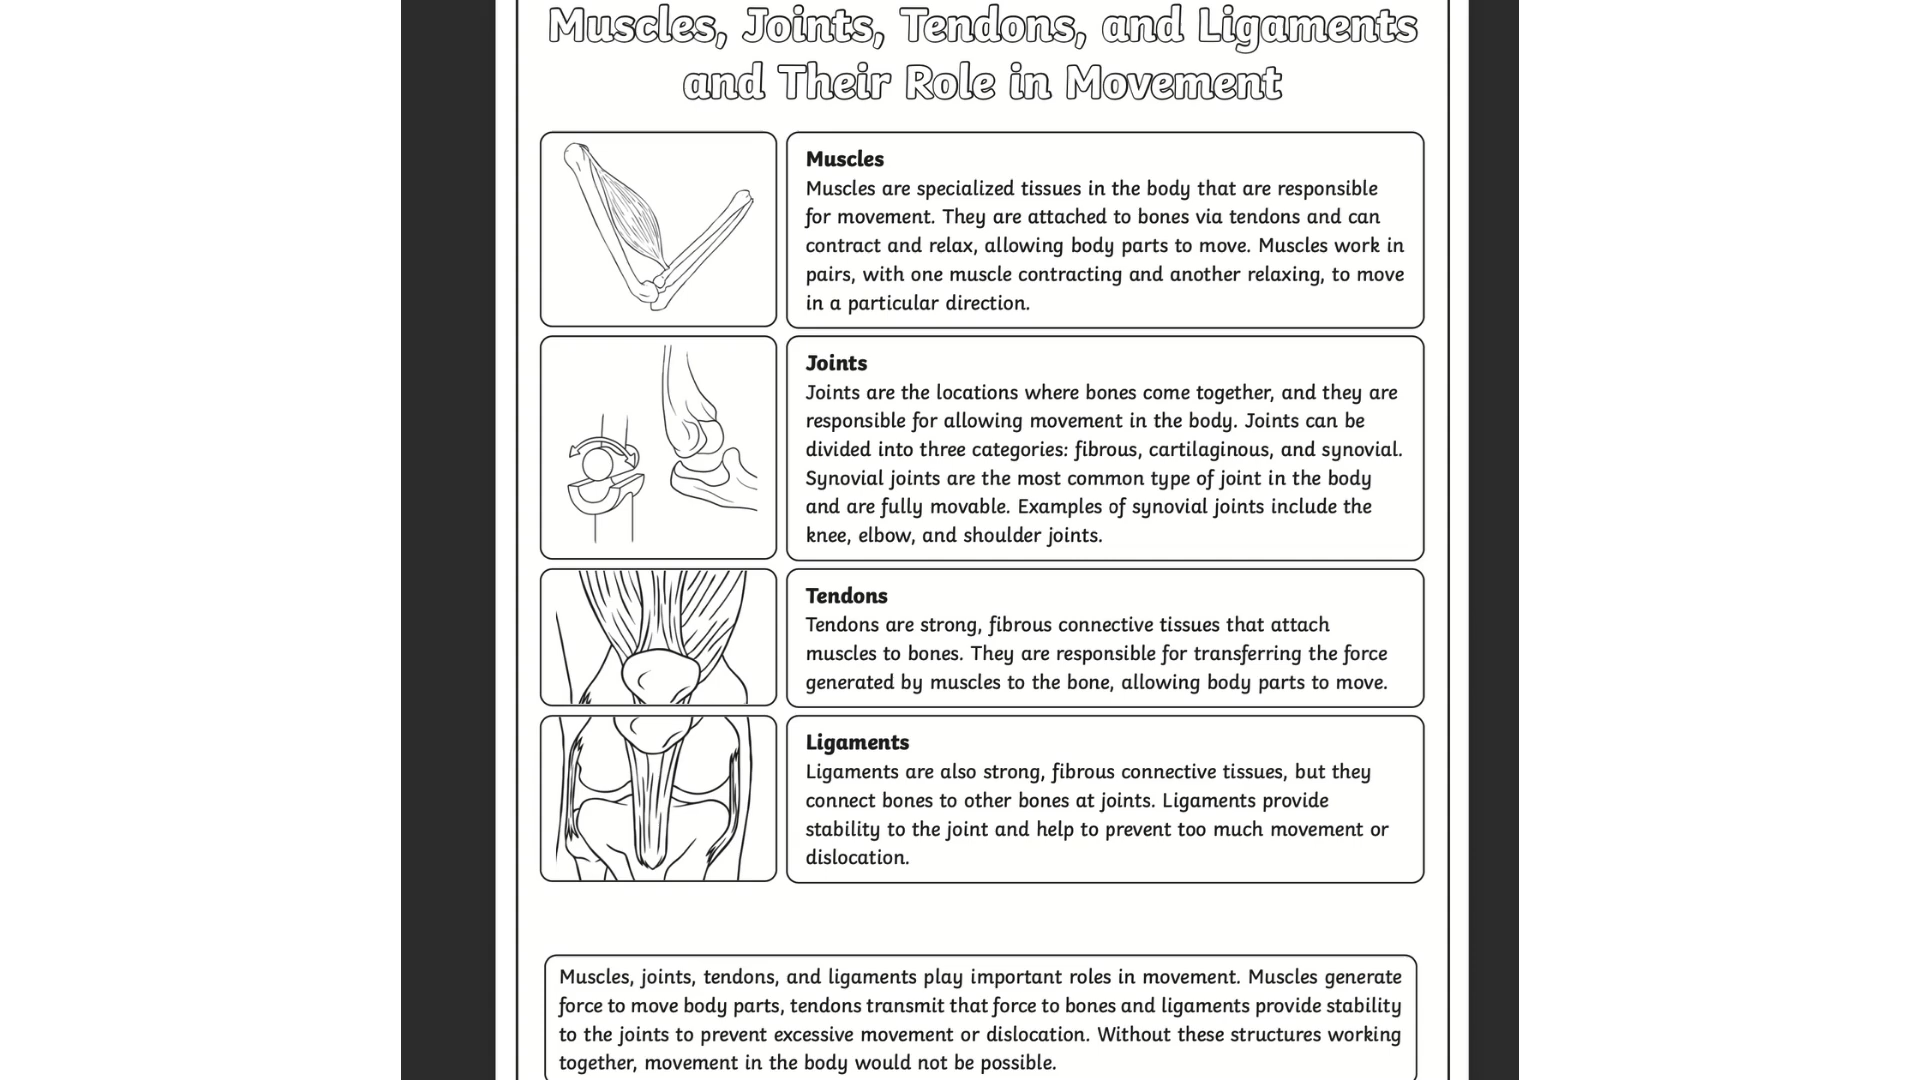 Muscles, Joints, Tendons, and Ligaments
and Their Role in Movement
Muscles
Muscles are specialized tissues in the body that are responsible
for movement. They are attached to bones via tendons and can
contract and relax, allowing body parts to move. Muscles work in
pairs, with one muscle contracting and another relaxing, to move
in a particular direction.
Joints
Joints are the locations where bones come together, and they are
responsible for allowing movement in the body. Joints can be
divided into three categories: fibrous, cartilaginous, and synovial.
Synovial joints are the most common type of joint in the body
and are fully movable. Examples of synovial joints include the
knee, elbow, and shoulder joints.
Tendons
Tendons are strong, fibrous connective tissues that attach
muscles to bones. They are responsible for transferring the force
generated by muscles to the bone, allowing body parts to move.
Ligaments
Ligaments are also strong, fibrous connective tissues, but they
connect bones to other bones at joints. Ligaments provide
stability to the joint and help to prevent too much movement or
dislocation.
Muscles, joints, tendons, and ligaments play important roles in movement. Muscles generate
force to move body parts, tendons transmit that force to bones and ligaments provide stability
to the joints to prevent excessive movement or dislocation. Without these structures working
together, movement in the body would not be possible.